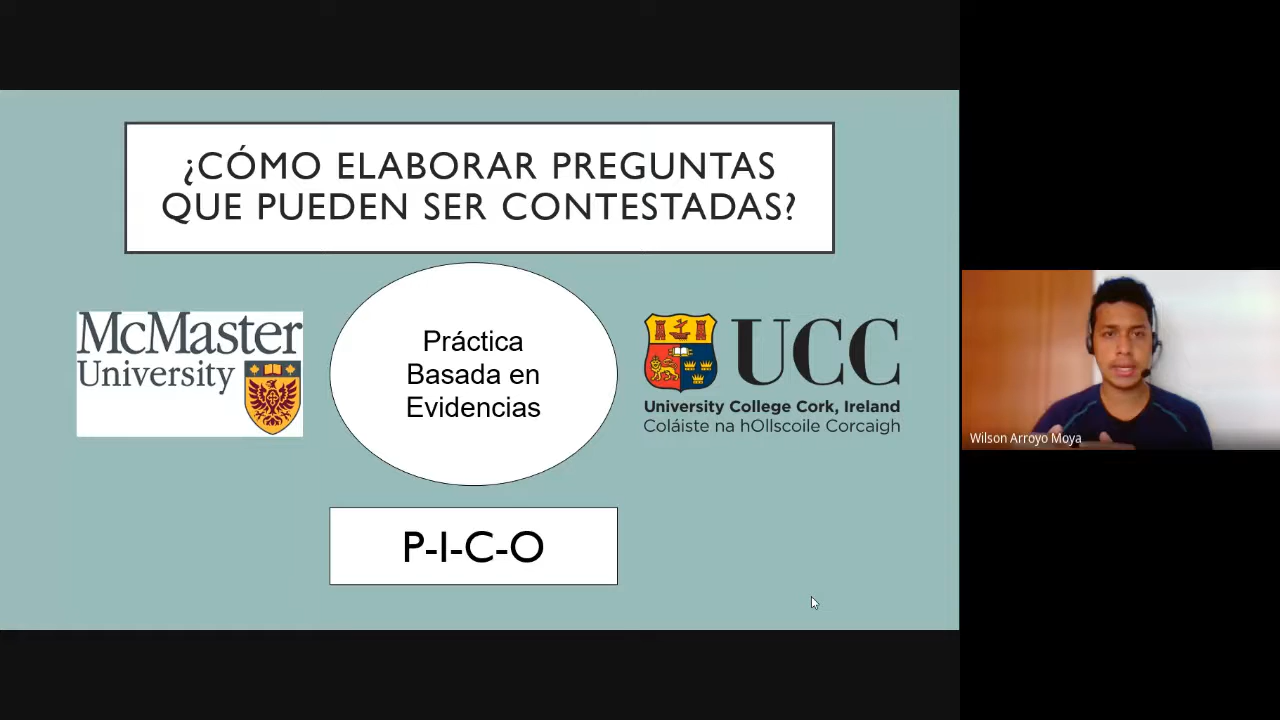 ¿CÓMO ELABORAR PREGUNTAS
QUE PUEDEN SER CONTESTADAS?
McMaster
University
Práctica
Basada en
Evidencias
UCC
University College Cork, Ireland
Coláiste na hOllscoile Corcaigh
P-I-C-O
Wilson Arroyo Moya